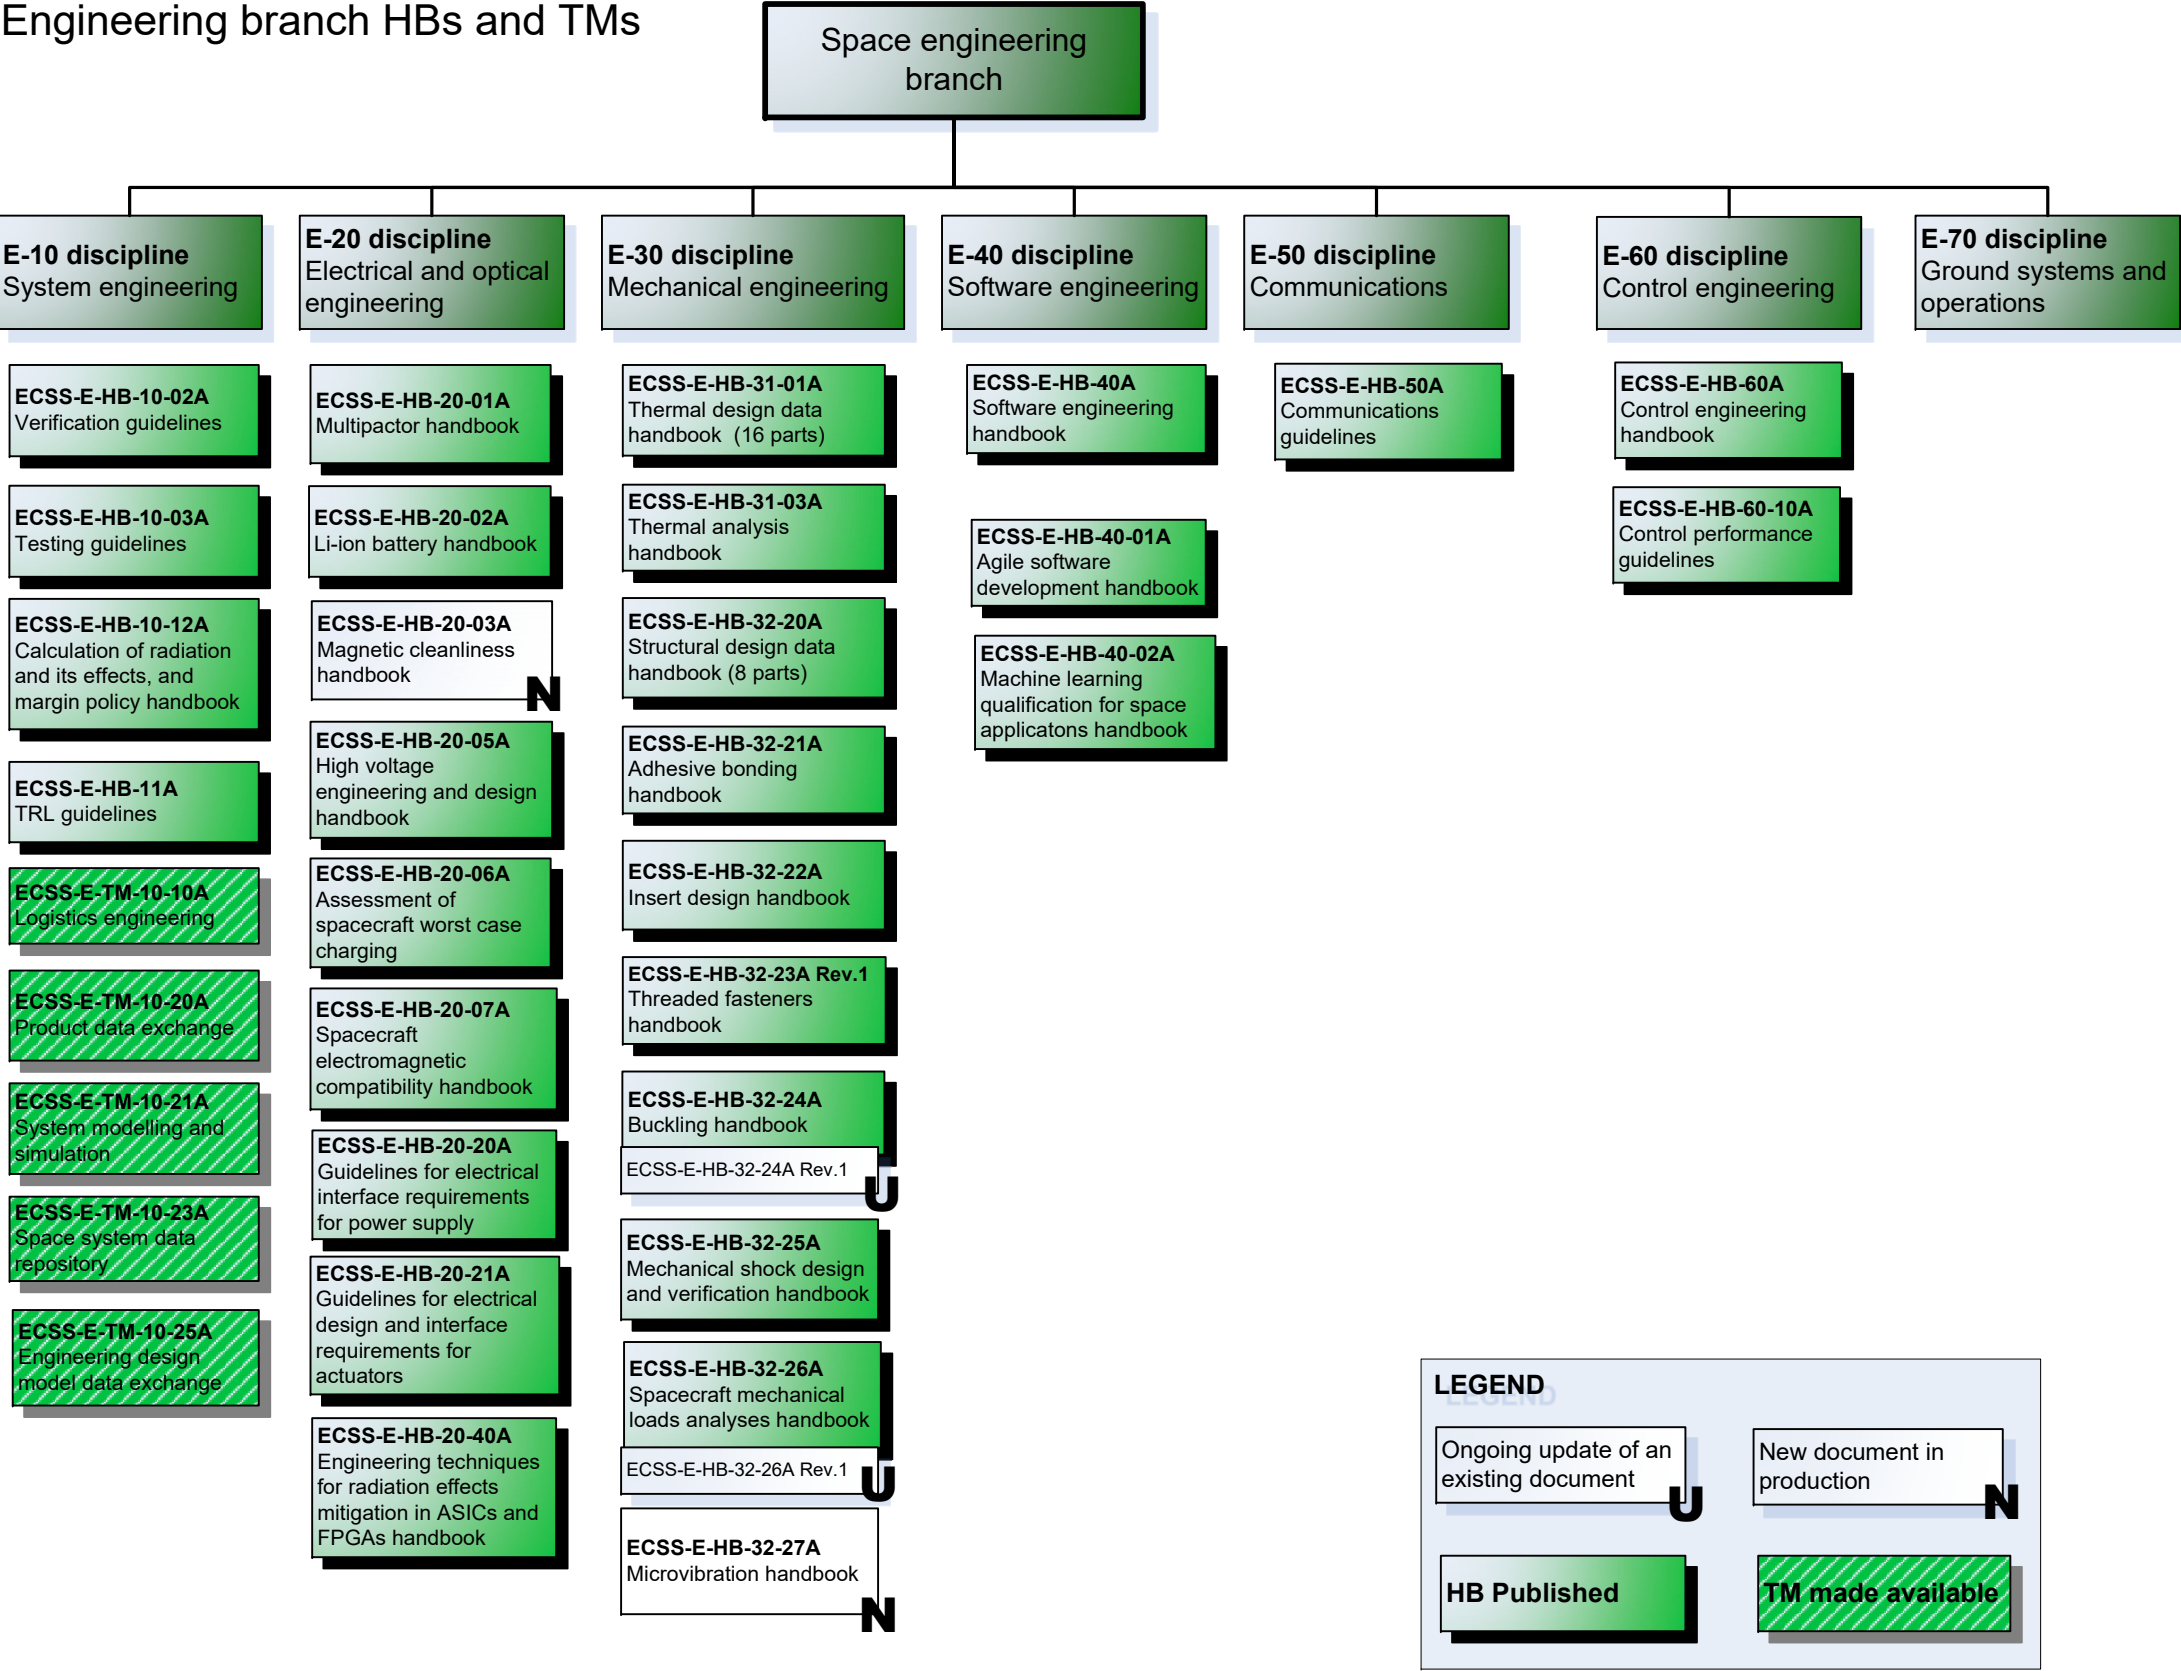 Engineering branch HBs and TMs
Space engineering
branch
E-10 discipline
System engineering
E-20 discipline
Electrical and optical
engineering
E-30 discipline
Mechanical engineering
E-40 discipline
Software engineering
E-50 discipline
Communications
E-60 discipline
Control engineering
E-70 discipline
Ground systems and
operations
ECSS-E-HB-10-02A
Verification guidelines
ECSS-E-HB-10-03A
Testing guidelines
ECSS-E-HB-10-12A
Calculation of radiation
and its effects, and
margin policy handbook
ECSS-E-HB-11A
TRL guidelines
ECSS-E-TM-10-10A
Logistics engineering
ECSS-E-TM-10-20A
Product data exchange
ECSS-E-TM-10-21A
System modelling and
simulation
ECSS-E-TM-10-23A
Space system data
repository
ECSS-E-TM-10-25A
Engineering design
model data exchange
ECSS-E-HB-20-01A
Multipactor handbook
ECSS-E-HB-20-02A
Li-ion battery handbook
ECSS-E-HB-20-03A
Magnetic cleanliness
handbook
N
ECSS-E-HB-20-05A
High voltage
engineering and design
handbook
ECSS-E-HB-20-06A
Assessment of
spacecraft worst case
charging
ECSS-E-HB-20-07A
Spacecraft
electromagnetic
compatibility handbook
ECSS-E-HB-20-20A
Guidelines for electrical
interface requirements
for power supply
ECSS-E-HB-20-21A
Guidelines for electrical
design and interface
requirements for
actuators
ECSS-E-HB-20-40A
Engineering techniques
for radiation effects
mitigation in ASICs and
FPGAs handbook
ECSS-E-HB-31-01A
Thermal design data
handbook (16 parts)
ECSS-E-HB-31-03A
Thermal analysis
handbook
ECSS-E-HB-32-20A
Structural design data
handbook (8 parts)
ECSS-E-HB-32-21A
Adhesive bonding
handbook
ECSS-E-HB-32-22A
Insert design handbook
ECSS-E-HB-32-23A Rev.1
Threaded fasteners
handbook
ECSS-E-HB-32-24A
Buckling handbook
ECSS-E-HB-32-24A Rev.1
U
ECSS-E-HB-32-25A
Mechanical shock design
and verification handbook
ECSS-E-HB-32-26A
Spacecraft mechanical
loads analyses handbook
ECSS-E-HB-32-26A Rev.1
U
ECSS-E-HB-32-27A
Microvibration handbook
N
ECSS-E-HB-40A
Software engineering
handbook
ECSS-E-HB-40-01A
Agile software
development handbook
ECSS-E-HB-40-02A
Machine learning
qualification for space
applicatons handbook
ECSS-E-HB-50A
Communications
guidelines
ECSS-E-HB-60A
Control engineering
handbook
ECSS-E-HB-60-10A
Control performance
guidelines
LEGEND
Ongoing update of an
existing document
U
New document in
production
N
HB Published
TM made available